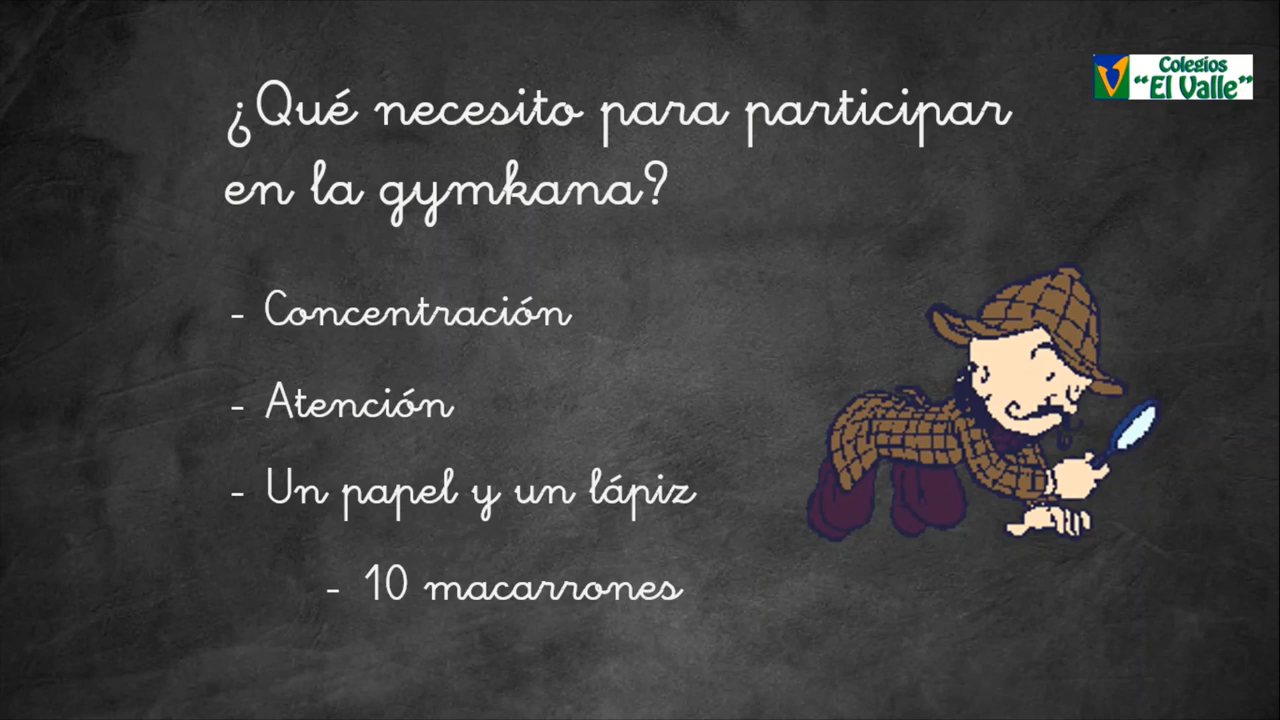 Colegios
"El Valle"
¿Qué necesito para participar
en la gymkana?
- Concentración
- Atención
- Un papel y un lápiz
- 10 macarrones